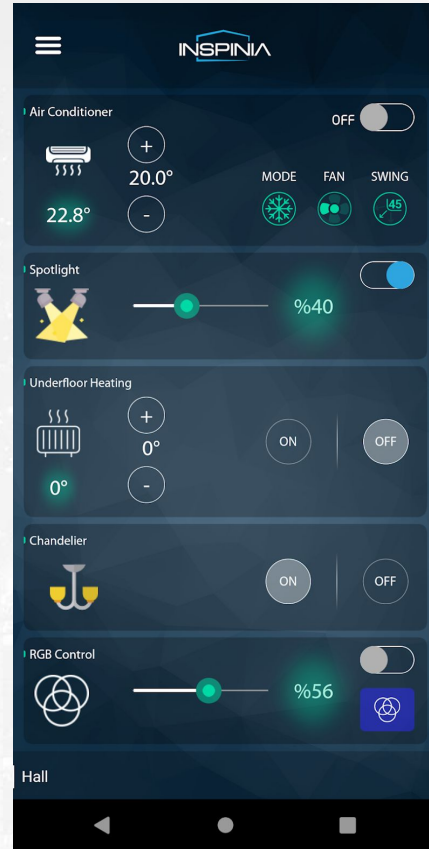 INSPINIA
Air Conditioner
OFF
+
20.0°
MODE FAN SWING
45
22.8°
-
Spotlight
%40
Underfloor Heating
+
0°
ON OFF
0°
-
Chandelier
ON OFF
RGB Control
%56
Hall